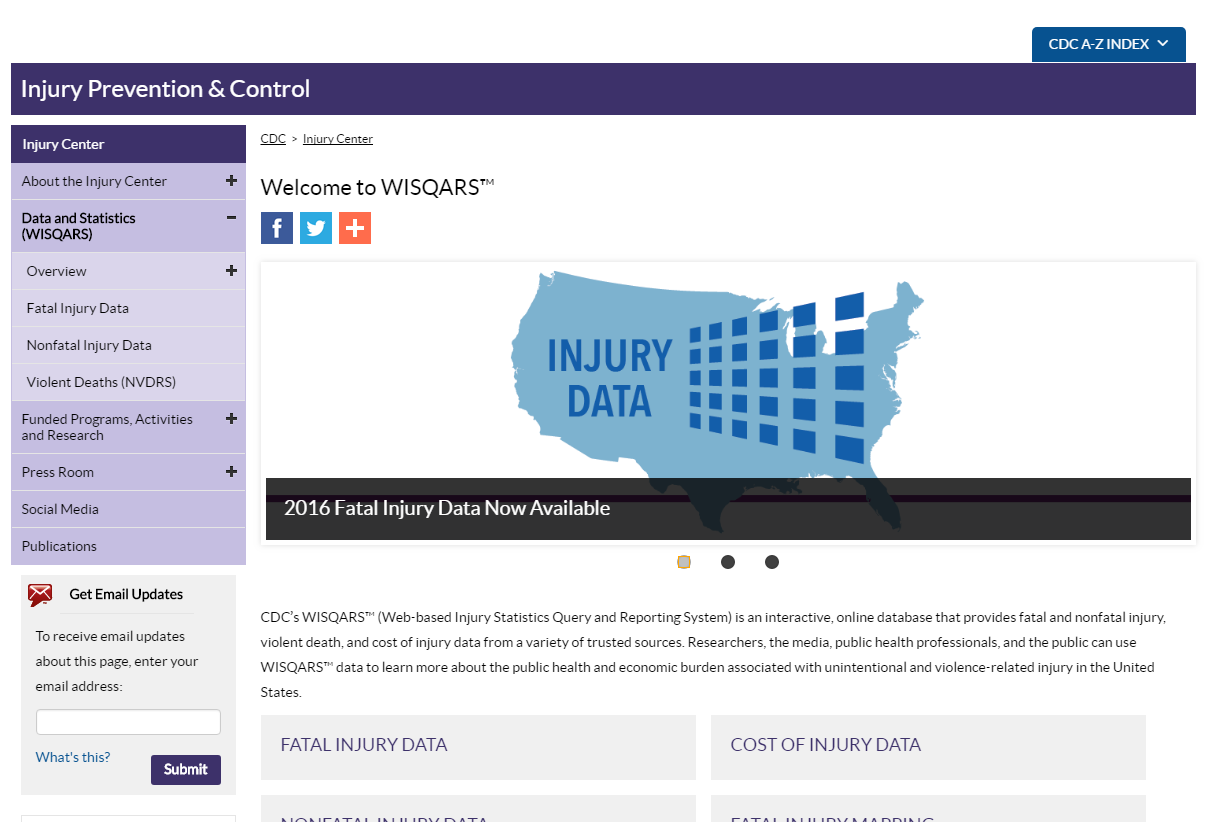 CDC A-Z INDEX
Injury Prevention & Control
Injury Center
About the Injury Center
Data and Statistics
(WISQARS)
Overview
Fatal Injury Data
Nonfatal Injury Data
Violent Deaths (NVDRS)
Funded Programs, Activities
and Research
Press Room
Social Media
Publications
Get Email Updates
To receive email updates
about this page, enter your
email address:
What's this?
Submit
CDC > Injury Center
Welcome to WISQARS™
INJURY
DATA
2016 Fatal Injury Data Now Available
CDC's WISQARS™ (Web-based Injury Statistics Query and Reporting System) is an interactive, online database that provides fatal and nonfatal injury,
violent death, and cost of injury data from a variety of trusted sources. Researchers, the media, public health professionals, and the public can use
WISQARS™ data to learn more about the public health and economic burden associated with unintentional and violence-related injury in the United
States.
FATAL INJURY DATA
COST OF INJURY DATA
NONFATAL INJURY DATA
FATAL INJURY MAPPING